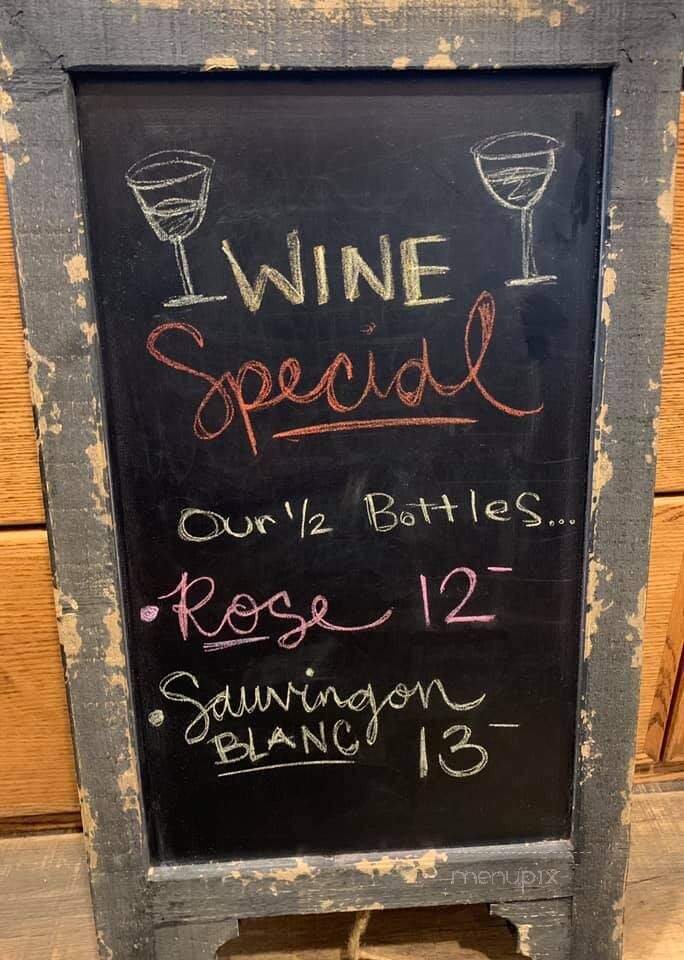 WINE
Special
Our 1/2 Bottles...
• Rose 12-
• Sauvingon
BLANC 13-
menupix